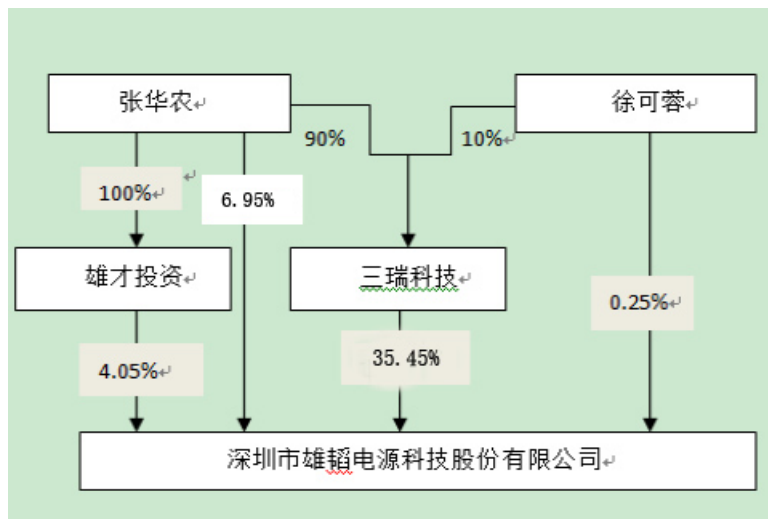 张华农
徐可蓉
90%
10%
100%
6.95%
雄才投资
三瑞科技
0.25%
35.45%
4.05%
深圳市雄韬电源科技股份有限公司